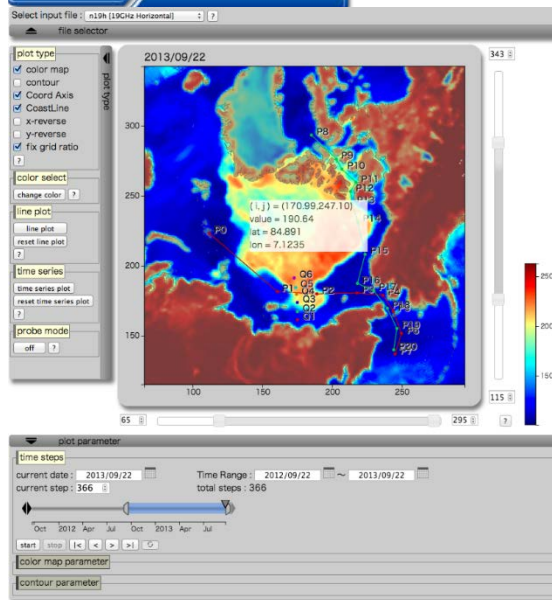 Select input file : n19h [19GHz Horizontal] ?
file selector
plot type
color map
contour
Coord Axis
CoastLine
x-reverse
y-reverse
fix grid ratio
?
color select
change color ?
line plot
line plot
reset line plot
?
time series
time series plot
reset time series plot
?
probe mode
off ?
plot type
2013/09/22
343
300
250
200
150
100 150 200 250
P8
P9
P10
P11
P12
P13
P14
P15
P16
P17
P18
P19
P20
P0
P1
P2
P3
Q6
Q5
Q4
Q3
Q2
Q1
( i, j ) = (170.99,247.10)
value = 190.64
lat = 84.891
lon = 7.1235
250
200
150
115
65 295 ?
plot parameter
time steps
current date : 2013/09/22 Time Range : 2012/09/22 ~ 2013/09/22
current step : 366 total steps : 366
Oct 2012 Apr Jul Oct 2013 Apr Jul
start stop |< < > >|
color map parameter
contour parameter